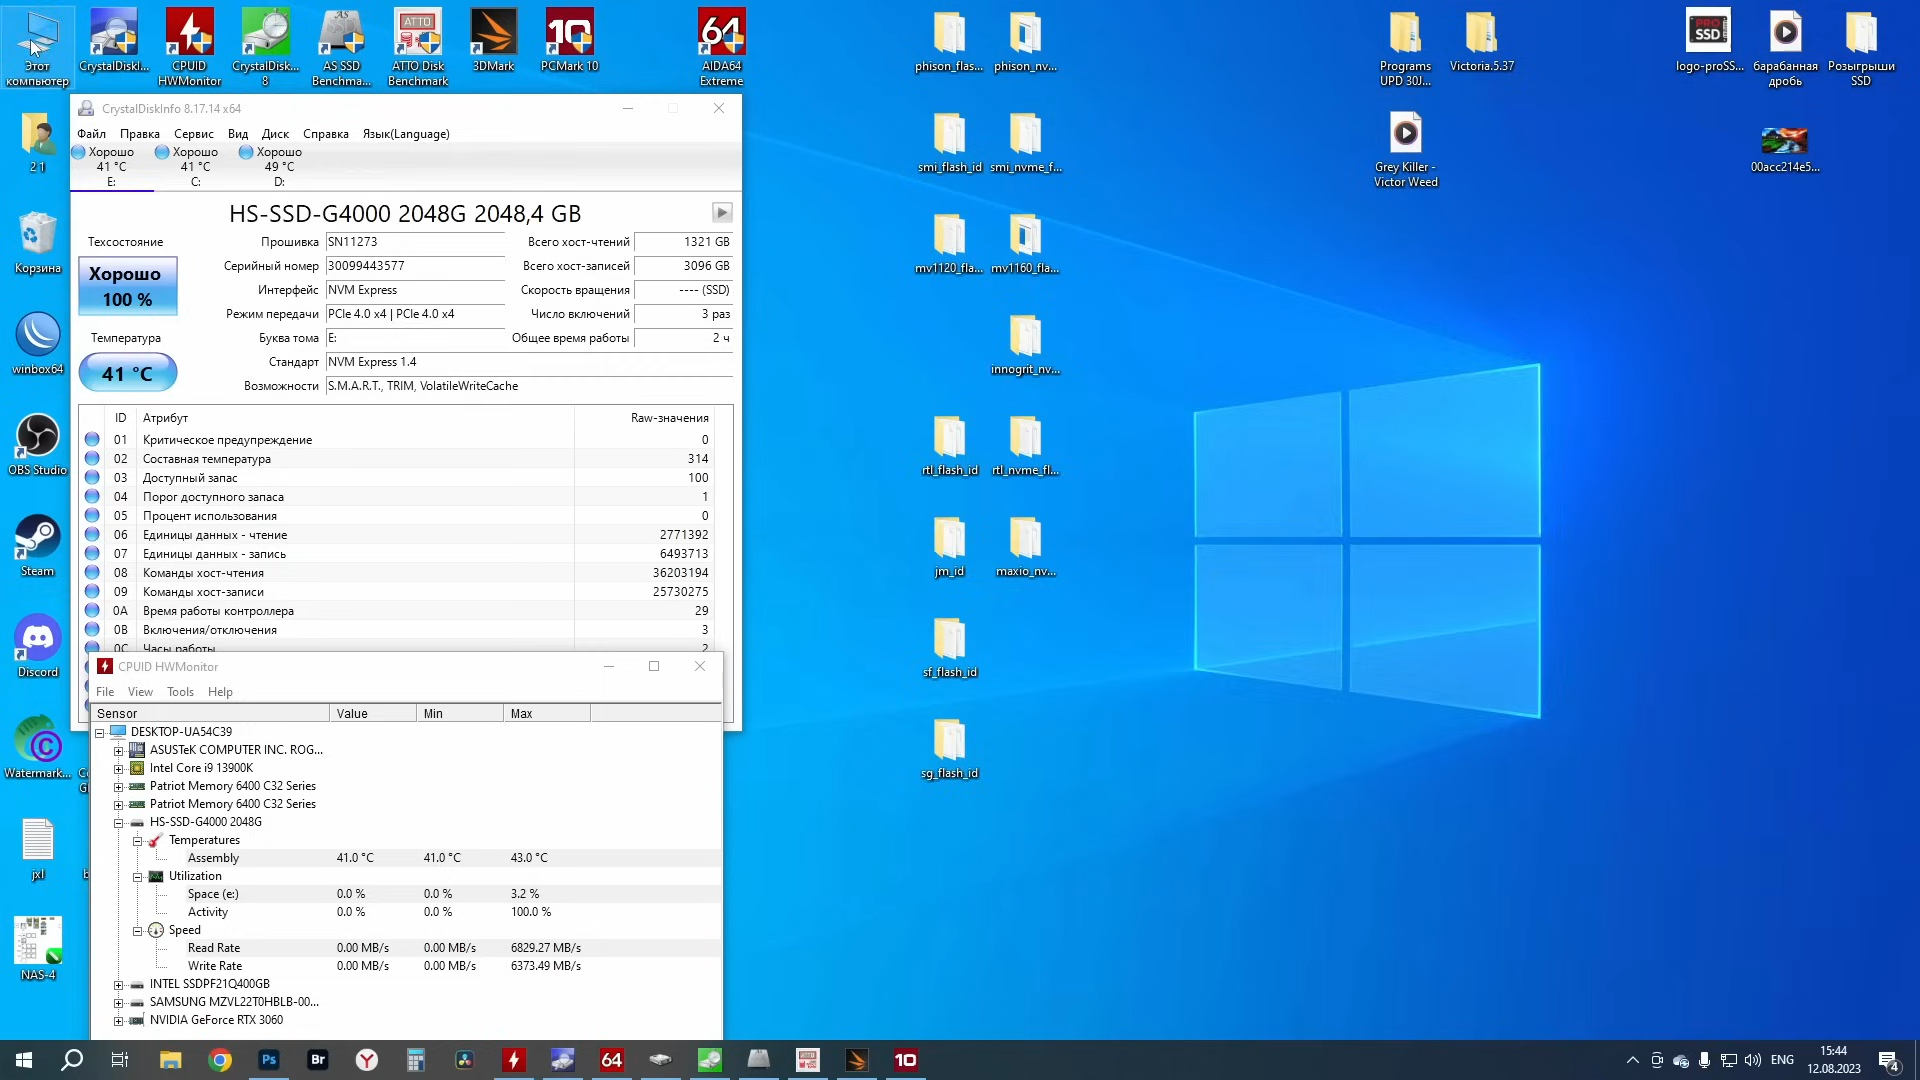 Этот
компьютер
CrystalDiskI...
CPUID
HWMonitor
CrystalDisk...
8
AS SSD
Benchma...
ATTO Disk
Benchmark
3DMark
PCMark 10
AIDA64
Extreme
phison_flas...
phison_nv...
Programs
UPD 30J...
Victoria.5.37
logo-proSS...
барабанная
дробь
Розыгрыши
SSD
2 1
Корзина
winbox64
OBS Studio
Steam
Discord
Watermark...
jxl
NAS-4
smi_flash_id
smi_nvme_f...
Grey Killer -
Victor Weed
00acc214e5...
mv1120_fla...
mv1160_fla...
innogrit_nv...
rtl_flash_id
rtl_nvme_fl...
jm_id
maxio_nv...
sf_flash_id
sg_flash_id
CrystalDiskInfo 8.17.14 x64
Файл Правка Сервис Вид Диск Справка Язык(Language)
Хорошо Хорошо Хорошо
41 °C 41 °C 49 °C
E: C: D:
HS-SSD-G4000 2048G 2048,4 GB
Техсостояние
Хорошо
100 %
Температура
41 °C
Прошивка SN11273 Всего хост-чтений 1321 GB
Серийный номер 30099443577 Всего хост-записей 3096 GB
Интерфейс NVM Express Скорость вращения ---- (SSD)
Режим передачи PCIe 4.0 x4 | PCIe 4.0 x4 Число включений 3 раз
Буква тома E: Общее время работы 2 ч
Стандарт NVM Express 1.4
Возможности S.M.A.R.T., TRIM, VolatileWriteCache
ID Атрибут Raw-значения
01 Критическое предупреждение 0
02 Составная температура 314
03 Доступный запас 100
04 Порог доступного запаса 1
05 Процент использования 0
06 Единицы данных - чтение 2771392
07 Единицы данных - запись 6493713
08 Команды хост-чтения 36203194
09 Команды хост-записи 25730275
0A Время работы контроллера 29
0B Включения/отключения 3
0C Часы работы 2
CPUID HWMonitor
File View Tools Help
Sensor Value Min Max
DESKTOP-UA54C39
ASUSTeK COMPUTER INC. ROG...
Intel Core i9 13900K
Patriot Memory 6400 C32 Series
Patriot Memory 6400 C32 Series
HS-SSD-G4000 2048G
Temperatures
Assembly 41.0 °C 41.0 °C 43.0 °C
Utilization
Space (e:) 0.0 % 0.0 % 3.2 %
Activity 0.0 % 0.0 % 100.0 %
Speed
Read Rate 0.00 MB/s 0.00 MB/s 6829.27 MB/s
Write Rate 0.00 MB/s 0.00 MB/s 6373.49 MB/s
INTEL SSDPF21Q400GB
SAMSUNG MZVL22T0HBLB-00...
NVIDIA GeForce RTX 3060
ENG
15:44
12.08.2023
4